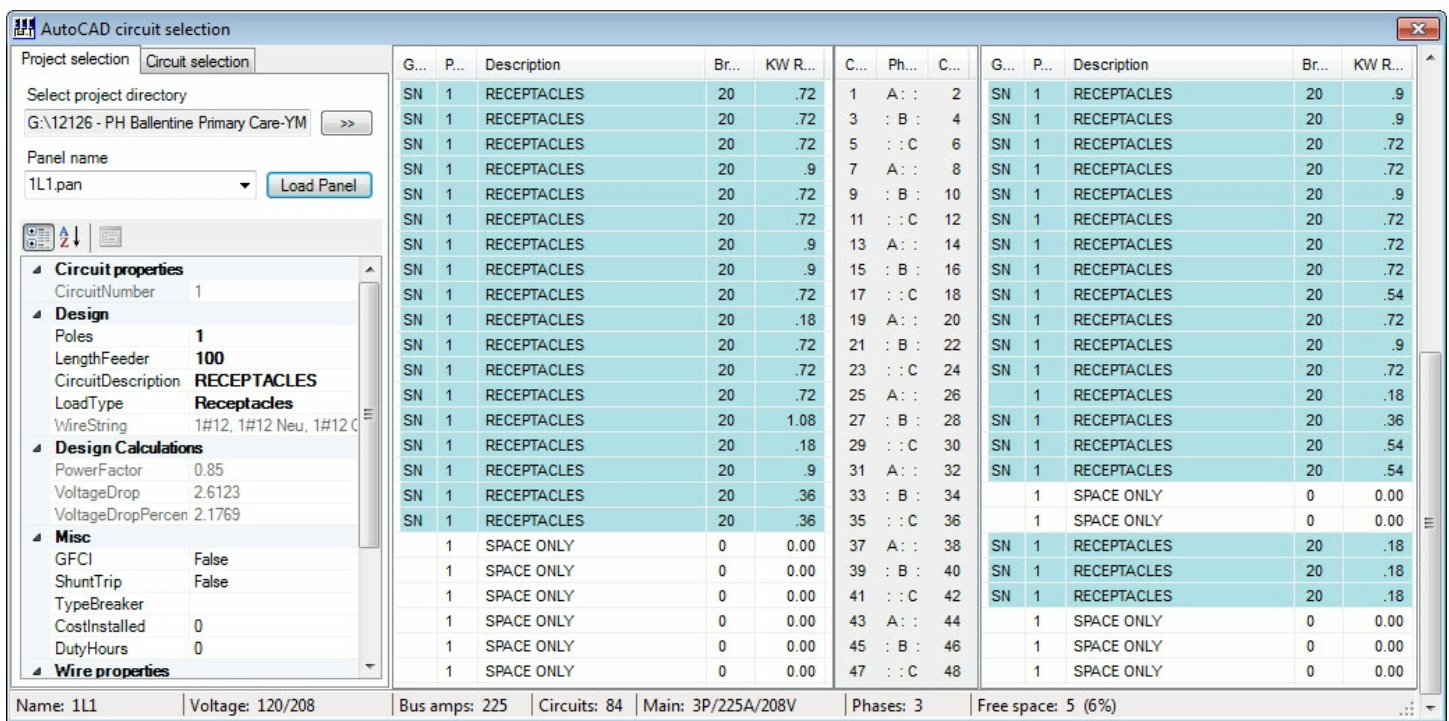 AutoCAD circuit selection
Project selection Circuit selection
Select project directory
G:\12126 - PH Ballentine Primary Care-YM >>
Panel name
1L1.pan Load Panel
Circuit properties
CircuitNumber 1
Design
Poles 1
LengthFeeder 100
CircuitDescription RECEPTACLES
LoadType Receptacles
WireString 1#12, 1#12 Neu, 1#12 
Design Calculations
PowerFactor 0.85
VoltageDrop 2.6123
VoltageDropPercen 2.1769
Misc
GFCI False
ShuntTrip False
TypeBreaker
CostInstalled 0
DutyHours 0
Wire properties
G... P... Description Br... KW R... C... Ph... C... G... P... Description Br... KW R...
SN 1 RECEPTACLES 20 .72 1 A: : 2 SN 1 RECEPTACLES 20 .9
SN 1 RECEPTACLES 20 .72 3 : B : 4 SN 1 RECEPTACLES 20 .9
SN 1 RECEPTACLES 20 .72 5 : : C 6 SN 1 RECEPTACLES 20 .72
SN 1 RECEPTACLES 20 .9 7 A: : 8 SN 1 RECEPTACLES 20 .72
SN 1 RECEPTACLES 20 .72 9 : B : 10 SN 1 RECEPTACLES 20 .9
SN 1 RECEPTACLES 20 .72 11 : : C 12 SN 1 RECEPTACLES 20 .72
SN 1 RECEPTACLES 20 .9 13 A: : 14 SN 1 RECEPTACLES 20 .72
SN 1 RECEPTACLES 20 .9 15 : B : 16 SN 1 RECEPTACLES 20 .72
SN 1 RECEPTACLES 20 .72 17 : : C 18 SN 1 RECEPTACLES 20 .54
SN 1 RECEPTACLES 20 .18 19 A: : 20 SN 1 RECEPTACLES 20 .72
SN 1 RECEPTACLES 20 .72 21 : B : 22 SN 1 RECEPTACLES 20 .9
SN 1 RECEPTACLES 20 .72 23 : : C 24 SN 1 RECEPTACLES 20 .72
SN 1 RECEPTACLES 20 .72 25 A: : 26 1 RECEPTACLES 20 .18
SN 1 RECEPTACLES 20 1.08 27 : B : 28 SN 1 RECEPTACLES 20 .36
SN 1 RECEPTACLES 20 .18 29 : : C 30 SN 1 RECEPTACLES 20 .54
SN 1 RECEPTACLES 20 .9 31 A: : 32 SN 1 RECEPTACLES 20 .54
SN 1 RECEPTACLES 20 .36 33 : B : 34 1 SPACE ONLY 0 0.00
SN 1 RECEPTACLES 20 .36 35 : : C 36 1 SPACE ONLY 0 0.00
1 SPACE ONLY 0 0.00 37 A: : 38 SN 1 RECEPTACLES 20 .18
1 SPACE ONLY 0 0.00 39 : B : 40 SN 1 RECEPTACLES 20 .18
1 SPACE ONLY 0 0.00 41 : : C 42 SN 1 RECEPTACLES 20 .18
1 SPACE ONLY 0 0.00 43 A: : 44 1 SPACE ONLY 0 0.00
1 SPACE ONLY 0 0.00 45 : B : 46 1 SPACE ONLY 0 0.00
1 SPACE ONLY 0 0.00 47 : : C 48 1 SPACE ONLY 0 0.00
Name: 1L1 Voltage: 120/208 Bus amps: 225 Circuits: 84 Main: 3P/225A/208V Phases: 3 Free space: 5 (6%)